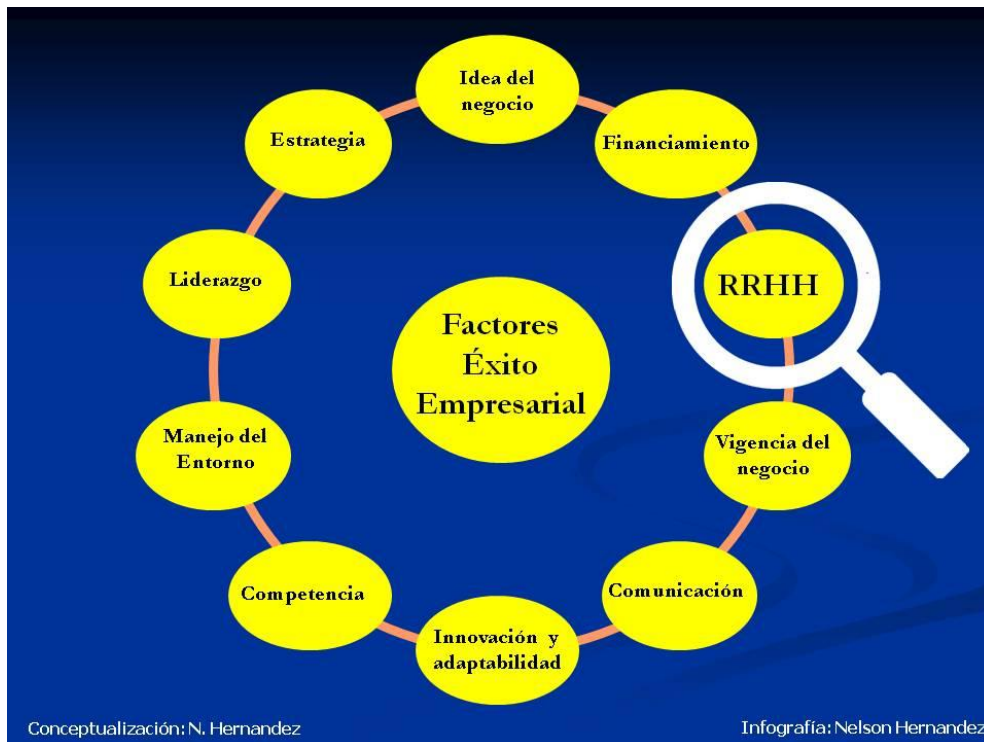 Idea del
negocio
Financiamiento
RRHH
Vigencia del
negocio
Comunicación
Innovación y
adaptabilidad
Competencia
Manejo del
Entorno
Liderazgo
Estrategia
Factores
Éxito
Empresarial
Conceptualización: N. Hernandez
Infografía: Nelson Hernandez